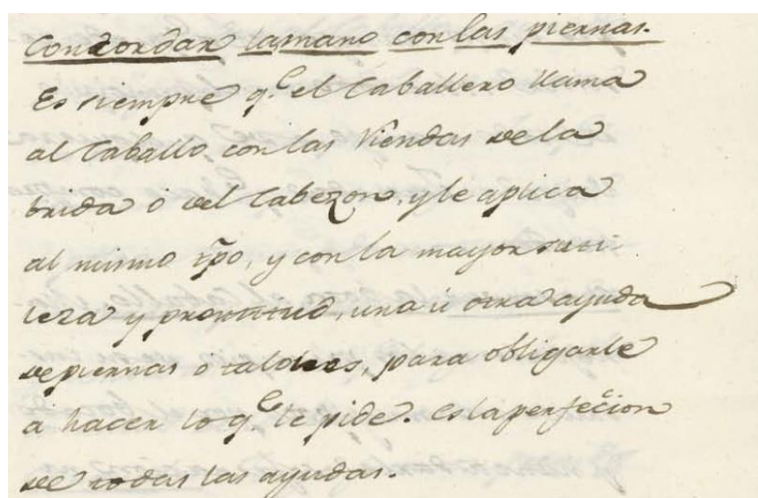 Concordar la mano con las piernas.
Es siempre q.e el Caballero llama
al Caballo con las Riendas de la
brida ó del Cabezon, y le aplica
al mismo tpo, y con la mayor suti
leza y prontitud, una ú otra ayuda
de piernas ó talones, para obligarle
á hacer lo q.e le pide. Es la perfeccion
de todas las ayudas.